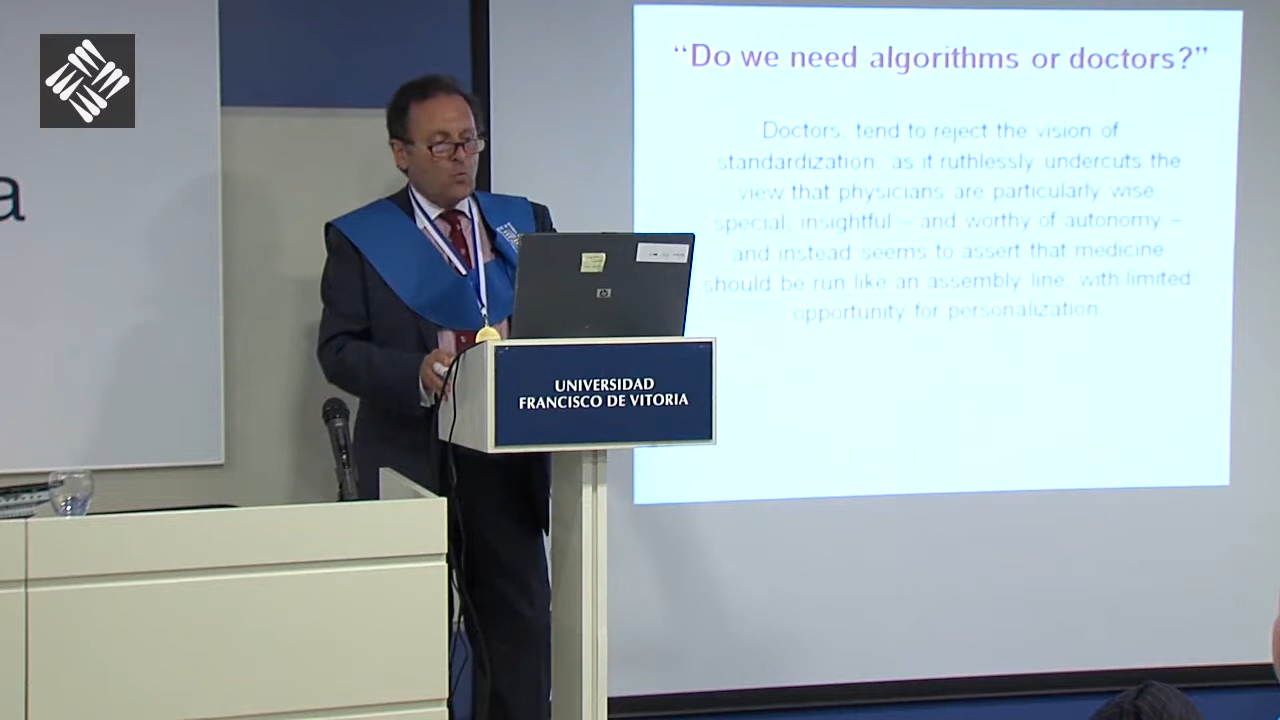 “Do we need algorithms or doctors?”
Doctors, tend to reject the vision of
standardization, as it ruthlessly undercuts the
view that physicians are particularly wise,
special, insightful – and worthy of autonomy –
and instead seems to assert that medicine
should be run like an assembly line, with limited
opportunity for personalization.
a
hp
UNIVERSIDAD
FRANCISCO DE VITORIA